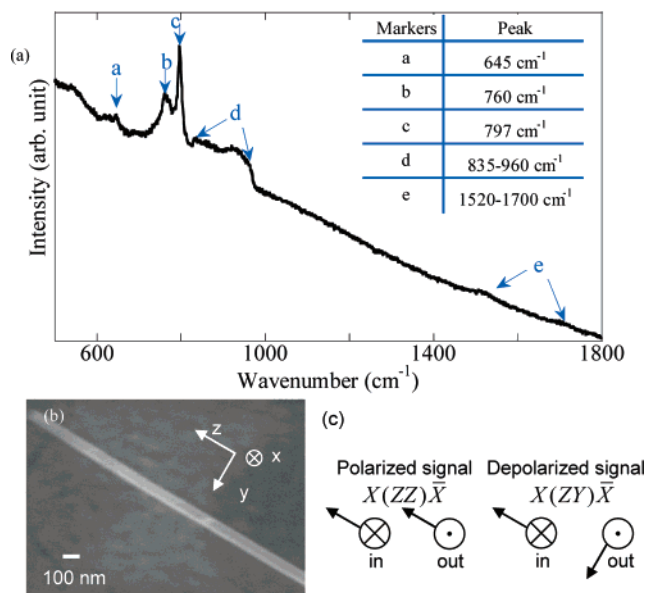 (a)
Intensity (arb. unit)
a
b
c
d
e
Markers Peak
a 645 cm⁻¹
b 760 cm⁻¹
c 797 cm⁻¹
d 835-960 cm⁻¹
e 1520-1700 cm⁻¹
600 1000 1400 1800
Wavenumber (cm⁻¹)
(b)
z
x
y
100 nm
(c)
Polarized signal Depolarized signal
X(ZZ)X̅ X(ZY)X̅
in out in out